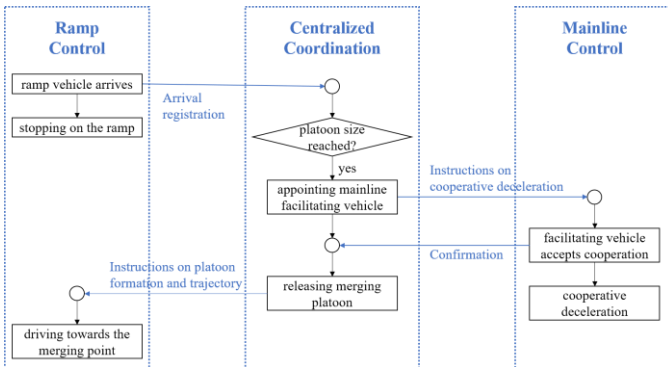 Ramp
Control
Centralized
Coordination
Mainline
Control
ramp vehicle arrives
Arrival
registration
stopping on the ramp
platoon size
reached?
yes
appointing mainline
facilitating vehicle
Instructions on
cooperative deceleration
facilitating vehicle
accepts cooperation
Confirmation
cooperative
deceleration
releasing merging
platoon
Instructions on platoon
formation and trajectory
driving towards the
merging point